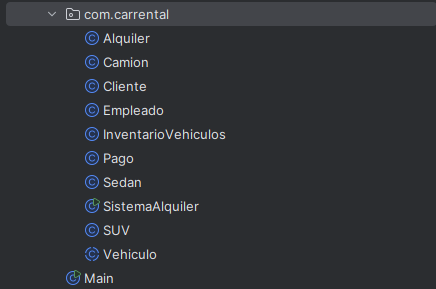 com.carrental
Alquiler
Camion
Cliente
Empleado
InventarioVehiculos
Pago
Sedan
SistemaAlquiler
SUV
Vehiculo
Main